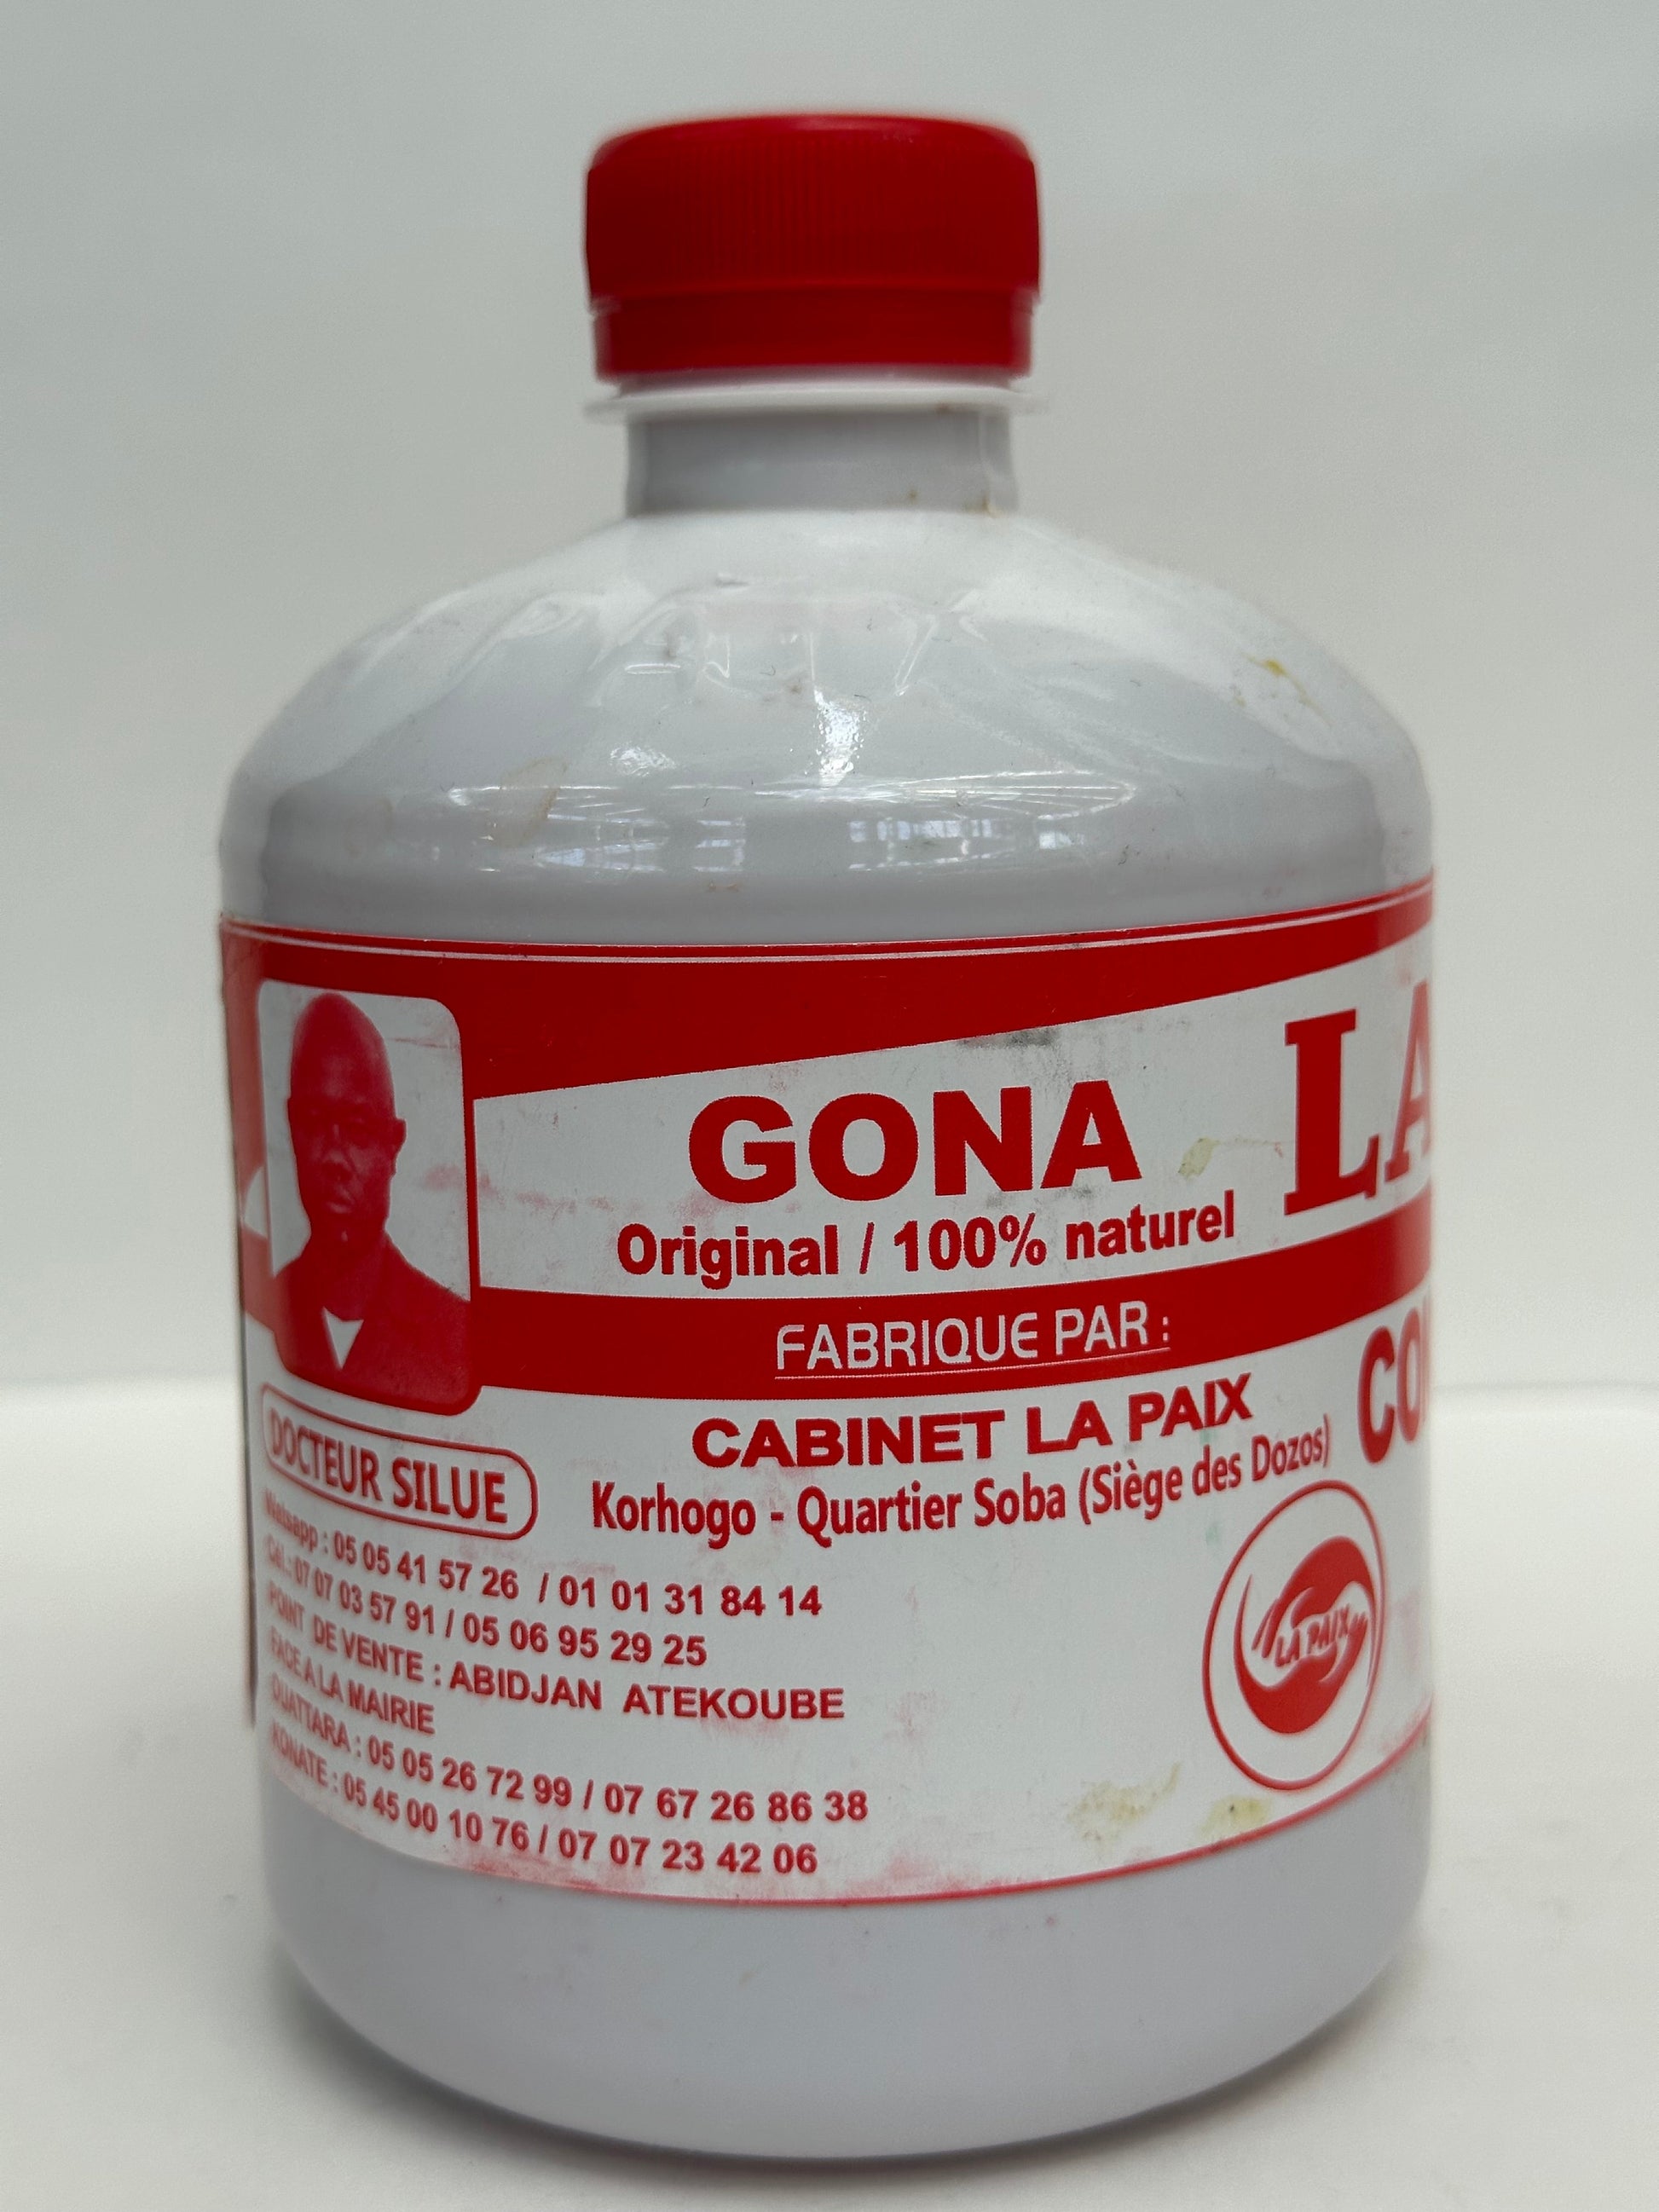 GONA
Original / 100% naturel
FABRIQUE PAR :
CABINET LA PAIX
Korhogo - Quartier Soba (Siège des Dozos)
DOCTEUR SILUE
Watsapp : 05 05 41 57 26 / 01 01 31 84 14
Cél.: 07 07 03 57 91 / 05 06 95 29 25
POINT DE VENTE : ABIDJAN ATEKOUBE
FACE A LA MAIRIE
OUATTARA : 05 05 26 72 99 / 07 67 26 86 38
KONATE : 05 45 00 10 76 / 07 07 23 42 06
LA PAIX
LA